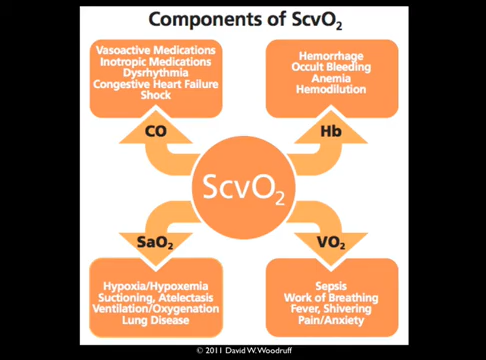 Components of ScvO2
Vasoactive Medications
Inotropic Medications
Dysrhythmia
Congestive Heart Failure
Shock
Hemorrhage
Occult Bleeding
Anemia
Hemodilution
CO
Hb
ScvO2
SaO2
VO2
Hypoxia/Hypoxemia
Suctioning, Atelectasis
Ventilation/Oxygenation
Lung Disease
Sepsis
Work of Breathing
Fever, Shivering
Pain/Anxiety
© 2011 David W. Woodruff